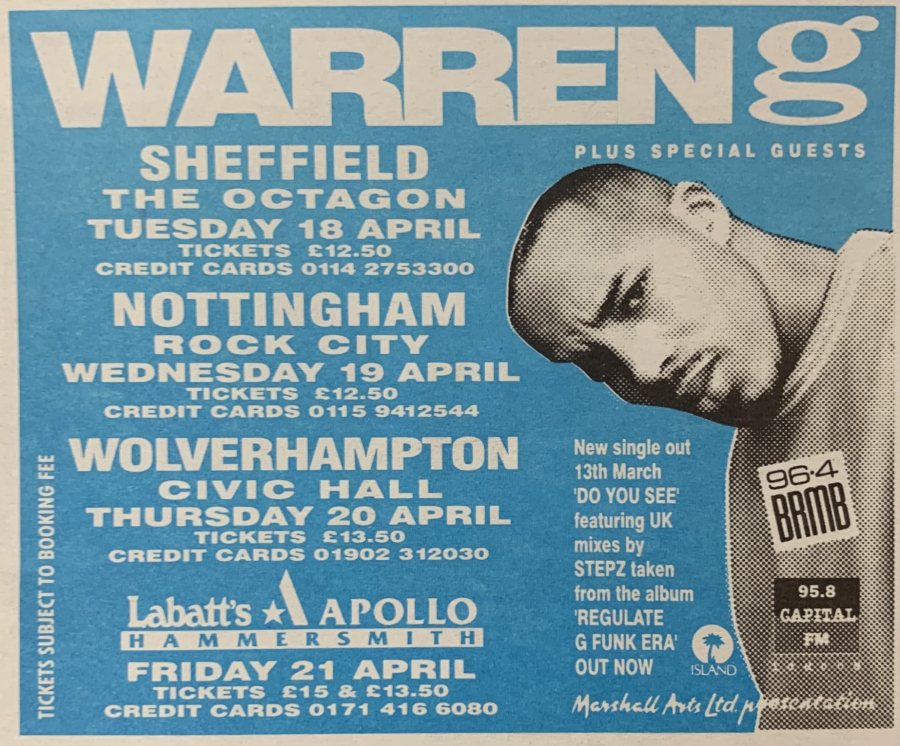 WARREN g
PLUS SPECIAL GUESTS
SHEFFIELD
THE OCTAGON
TUESDAY 18 APRIL
TICKETS £12.50
CREDIT CARDS 0114 2753300
NOTTINGHAM
ROCK CITY
WEDNESDAY 19 APRIL
TICKETS £12.50
CREDIT CARDS 0115 9412544
WOLVERHAMPTON
CIVIC HALL
THURSDAY 20 APRIL
TICKETS £13.50
CREDIT CARDS 01902 312030
Labatt's APOLLO
HAMMERSMITH
FRIDAY 21 APRIL
TICKETS £15 & £13.50
CREDIT CARDS 0171 416 6080
TICKETS SUBJECT TO BOOKING FEE
New single out
13th March
'DO YOU SEE'
featuring UK
mixes by
STEPZ taken
from the album
'REGULATE
G FUNK ERA'
OUT NOW
ISLAND
96·4
BRMB
95.8
CAPITAL
FM
LONDON
Marshall Arts Ltd. presentation